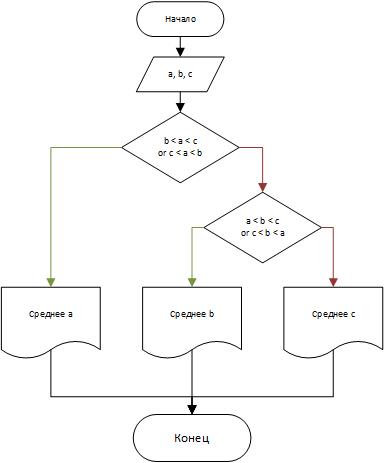 Начало
a, b, c
b < a < c
or c < a < b
a < b < c
or c < b < a
Среднее a
Среднее b
Среднее c
Конец